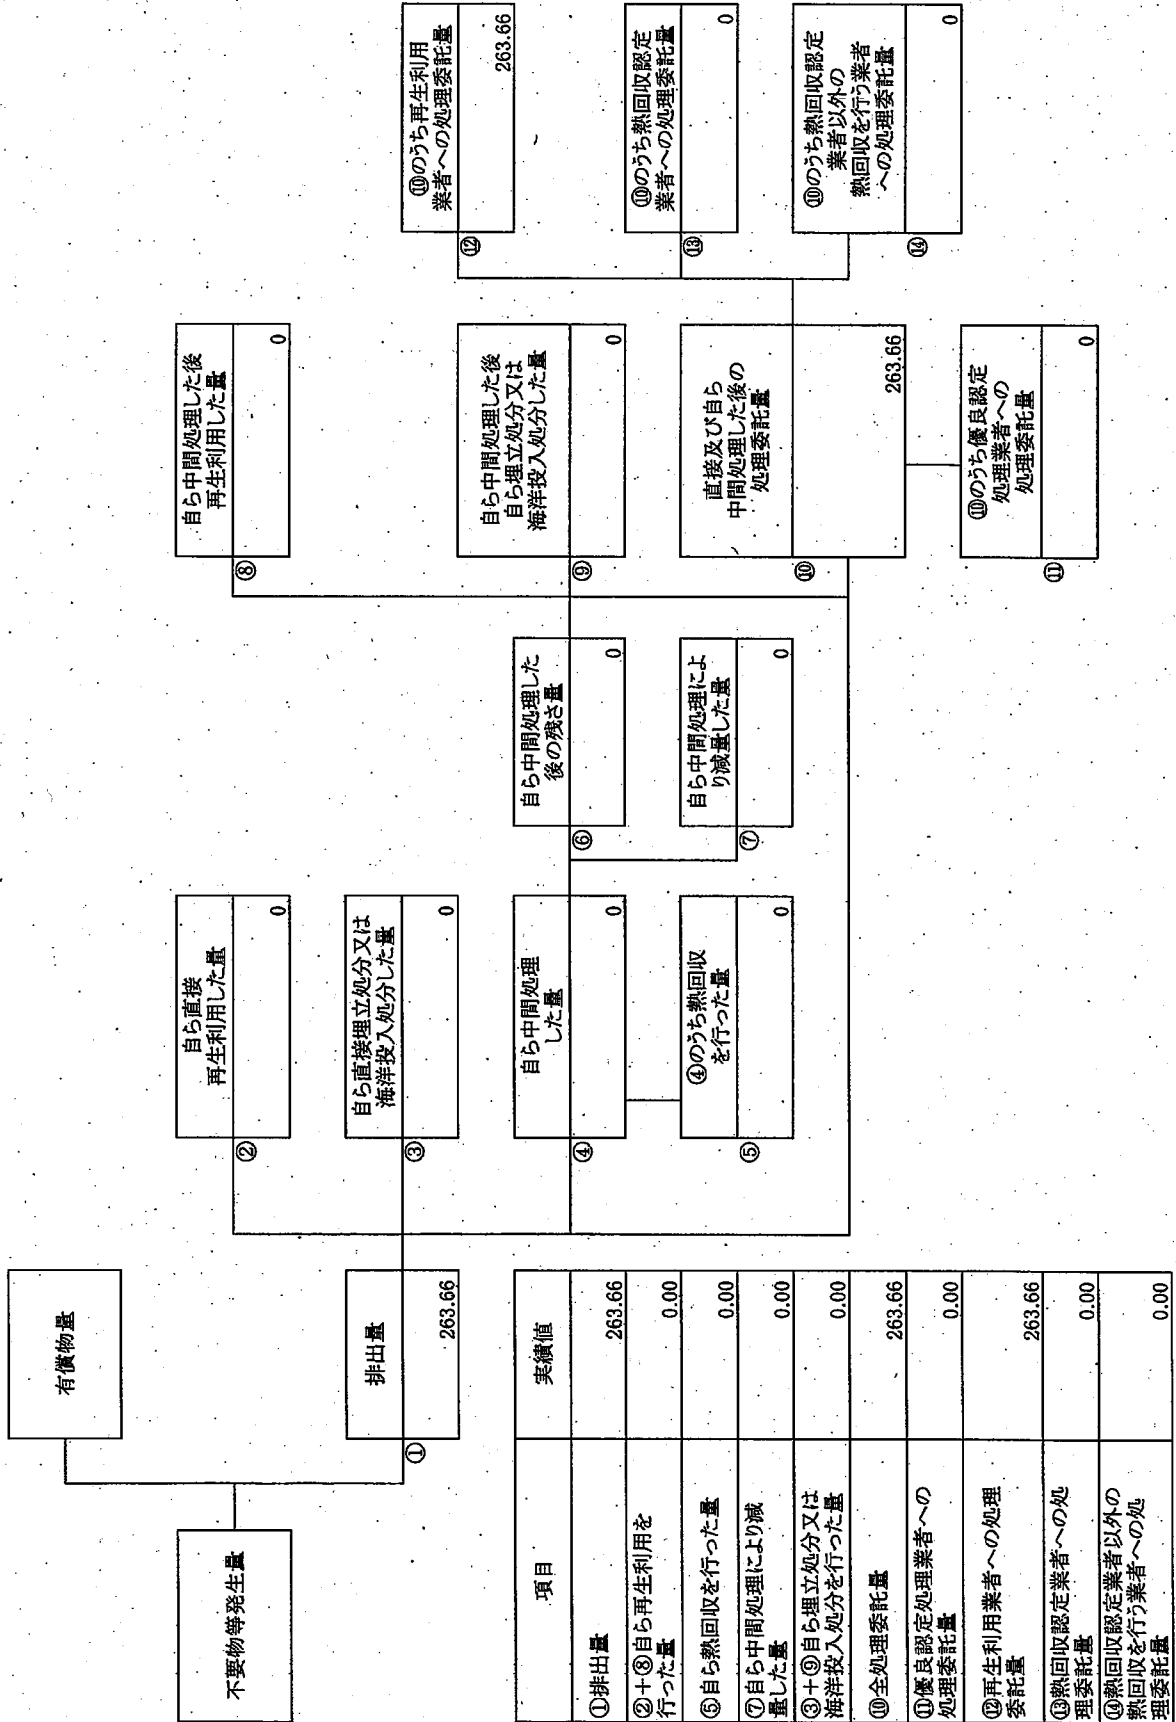 不要物等発生量
有償物量
排出量
①
263.66
自ら直接
再生利用した量
②
0
自ら直接埋立処分又は
海洋投入処分した量
③
0
自ら中間処理
した量
④
0
④のうち熱回収
を行った量
⑤
0
自ら中間処理した
後の残さ量
⑥
0
自ら中間処理によ
り減量した量
⑦
0
自ら中間処理した後
再生利用した量
⑧
0
自ら中間処理した後
自ら埋立処分又は
海洋投入処分した量
⑨
0
直接及び自ら
中間処理した後の
処理委託量
⑩
263.66
⑩のうち優良認定
処理業者への
処理委託量
⑪
0
⑩のうち再生利用
業者への処理委託量
⑫
263.66
⑩のうち熱回収認定
業者への処理委託量
⑬
0
⑩のうち熱回収認定
業者以外の
熱回収を行う業者
への処理委託量
⑭
0
項目 実績値
①排出量 263.66
②+⑧自ら再生利用を
行った量 0.00
⑤自ら熱回収を行った量 0.00
⑦自ら中間処理により減
量した量 0.00
③+⑨自ら埋立処分又は
海洋投入処分を行った量 0.00
⑩全処理委託量 263.66
⑪優良認定処理業者への
処理委託量 0.00
⑫再生利用業者への処理
委託量 263.66
⑬熱回収認定業者への処
理委託量 0.00
⑭熱回収認定業者以外の
熱回収を行う業者への処
理委託量 0.00